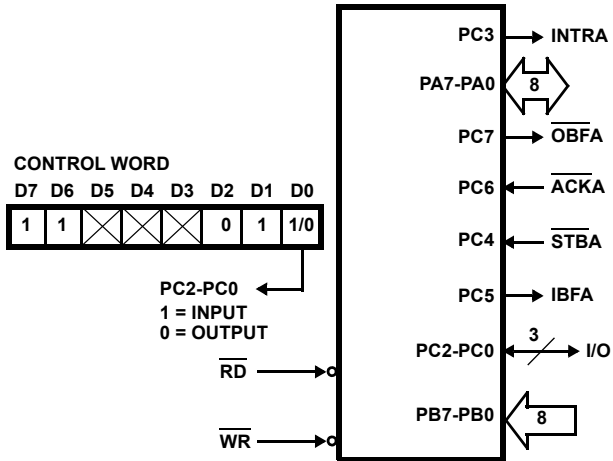 PC3 INTRA
PA7-PA0 8
PC7 OBFA
CONTROL WORD
D7 D6 D5 D4 D3 D2 D1 D0
1 1 0 1 1/0
PC6 ACKA
PC4 STBA
PC2-PC0
1 = INPUT
0 = OUTPUT
PC5 IBFA
PC2-PC0 3 I/O
RD
PB7-PB0 8
WR